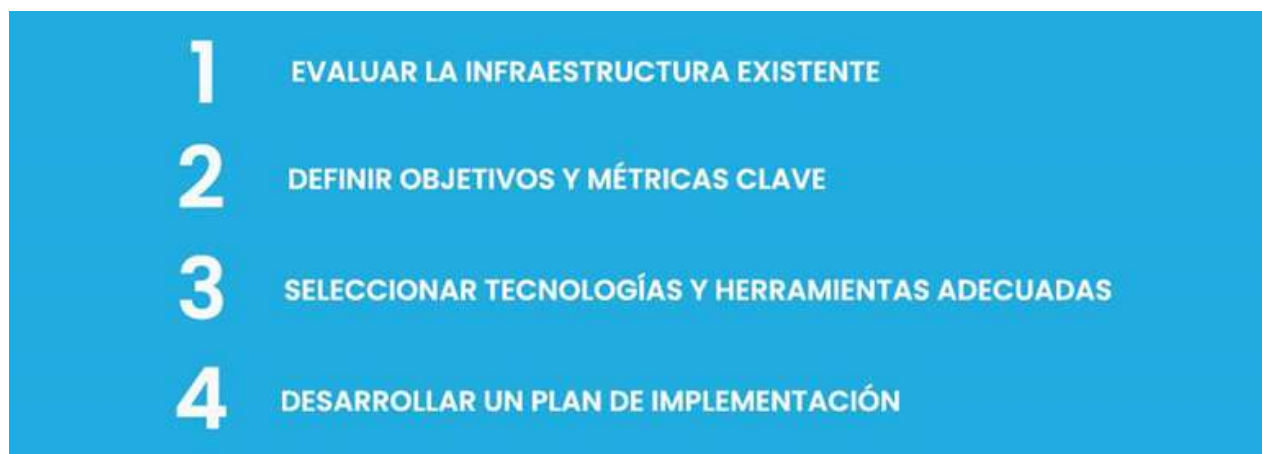 1 EVALUAR LA INFRAESTRUCTURA EXISTENTE
2 DEFINIR OBJETIVOS Y MÉTRICAS CLAVE
3 SELECCIONAR TECNOLOGÍAS Y HERRAMIENTAS ADECUADAS
4 DESARROLLAR UN PLAN DE IMPLEMENTACIÓN